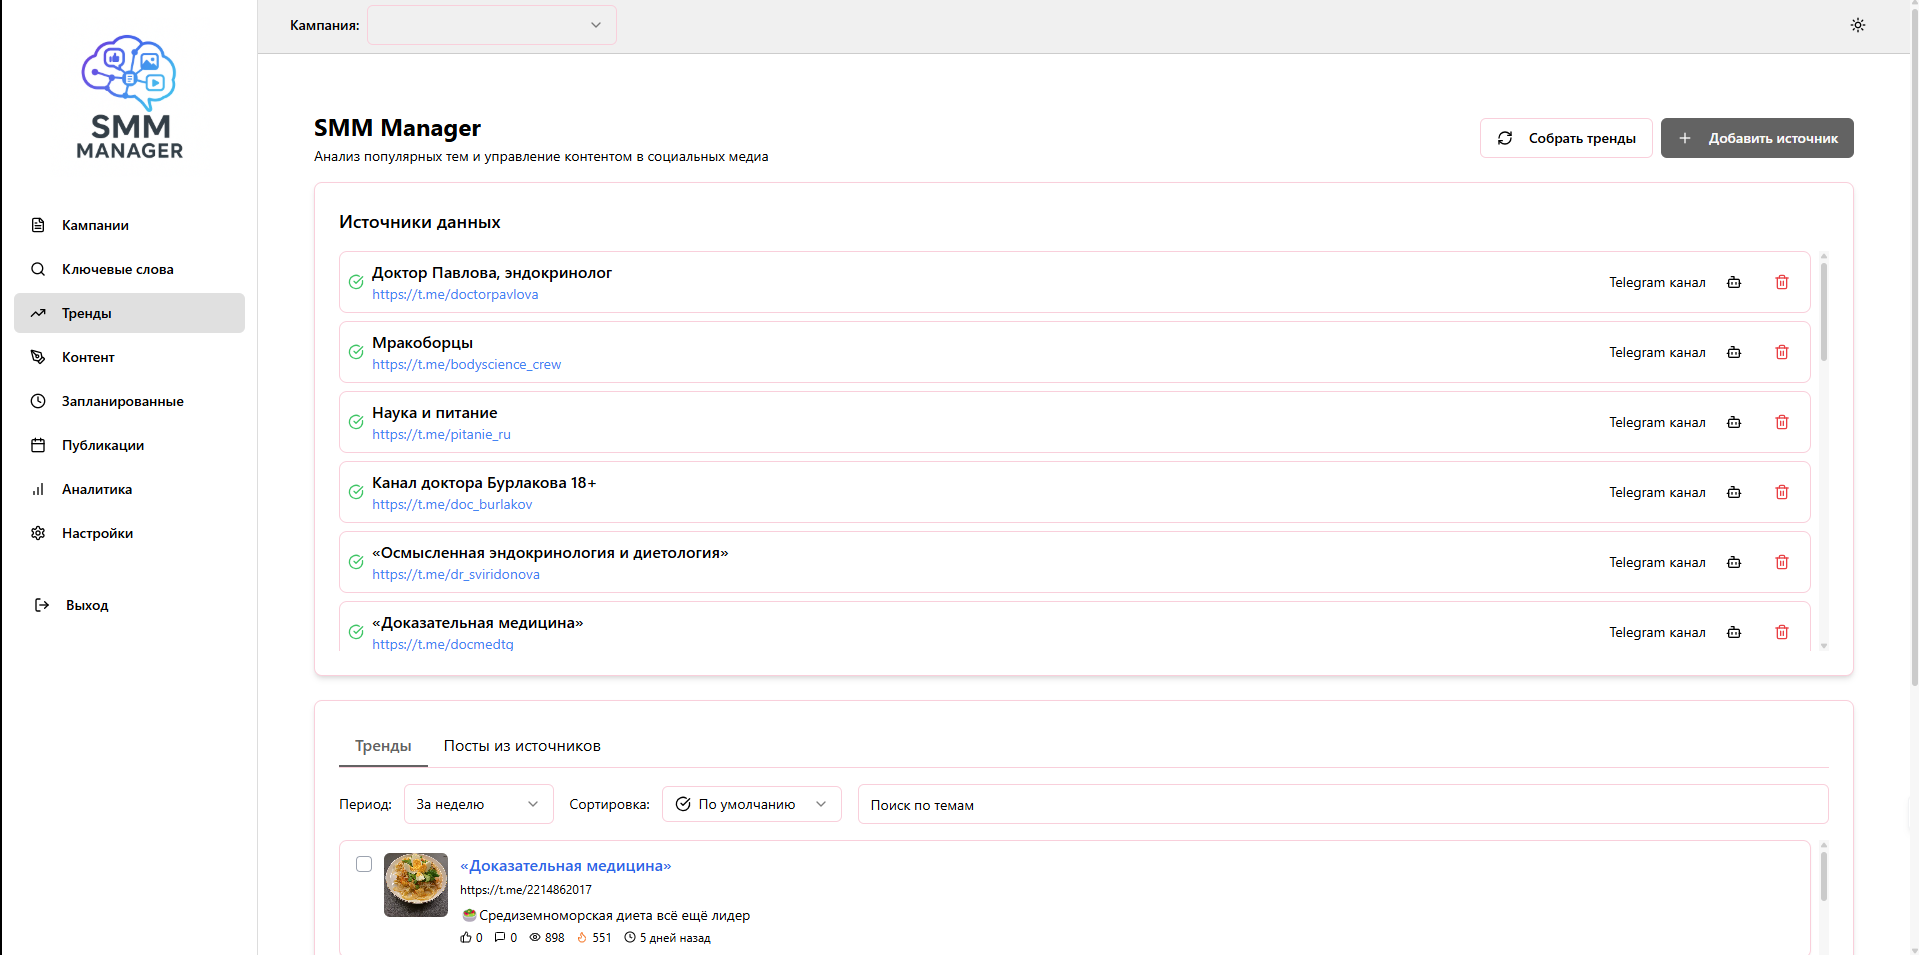 SMM
MANAGER
Кампании
Ключевые слова
Тренды
Контент
Запланированные
Публикации
Аналитика
Настройки
Выход
Кампания:
SMM Manager
Анализ популярных тем и управление контентом в социальных медиа
Собрать тренды
Добавить источник
Источники данных
Доктор Павлова, эндокринолог
https://t.me/doctorpavlova
Telegram канал
Мракоборцы
https://t.me/bodyscience_crew
Telegram канал
Наука и питание
https://t.me/pitanie_ru
Telegram канал
Канал доктора Бурлакова 18+
https://t.me/doc_burlakov
Telegram канал
«Осмысленная эндокринология и диетология»
https://t.me/dr_sviridonova
Telegram канал
«Доказательная медицина»
https://t.me/docmedtg
Telegram канал
Тренды Посты из источников
Период: За неделю Сортировка: По умолчанию Поиск по темам
«Доказательная медицина»
https://t.me/2214862017
🥗Средиземноморская диета всё ещё лидер
0 0 898 551 5 дней назад